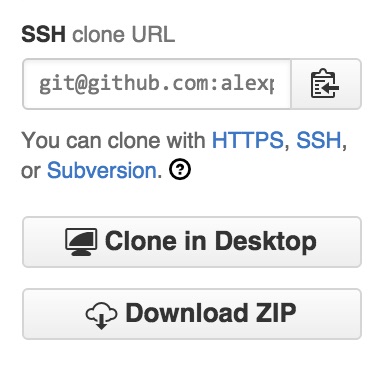 SSH clone URL
git@github.com:alexp
You can clone with HTTPS, SSH,
or Subversion. ?
Clone in Desktop
Download ZIP